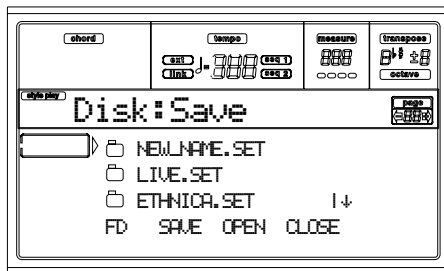 chord tempo measure transpose
ext seq 1
link seq 2
octave
style play
Disk:Save
page
NEW_NAME.SET
LIVE.SET
ETHNICA.SET
FD SAVE OPEN CLOSE